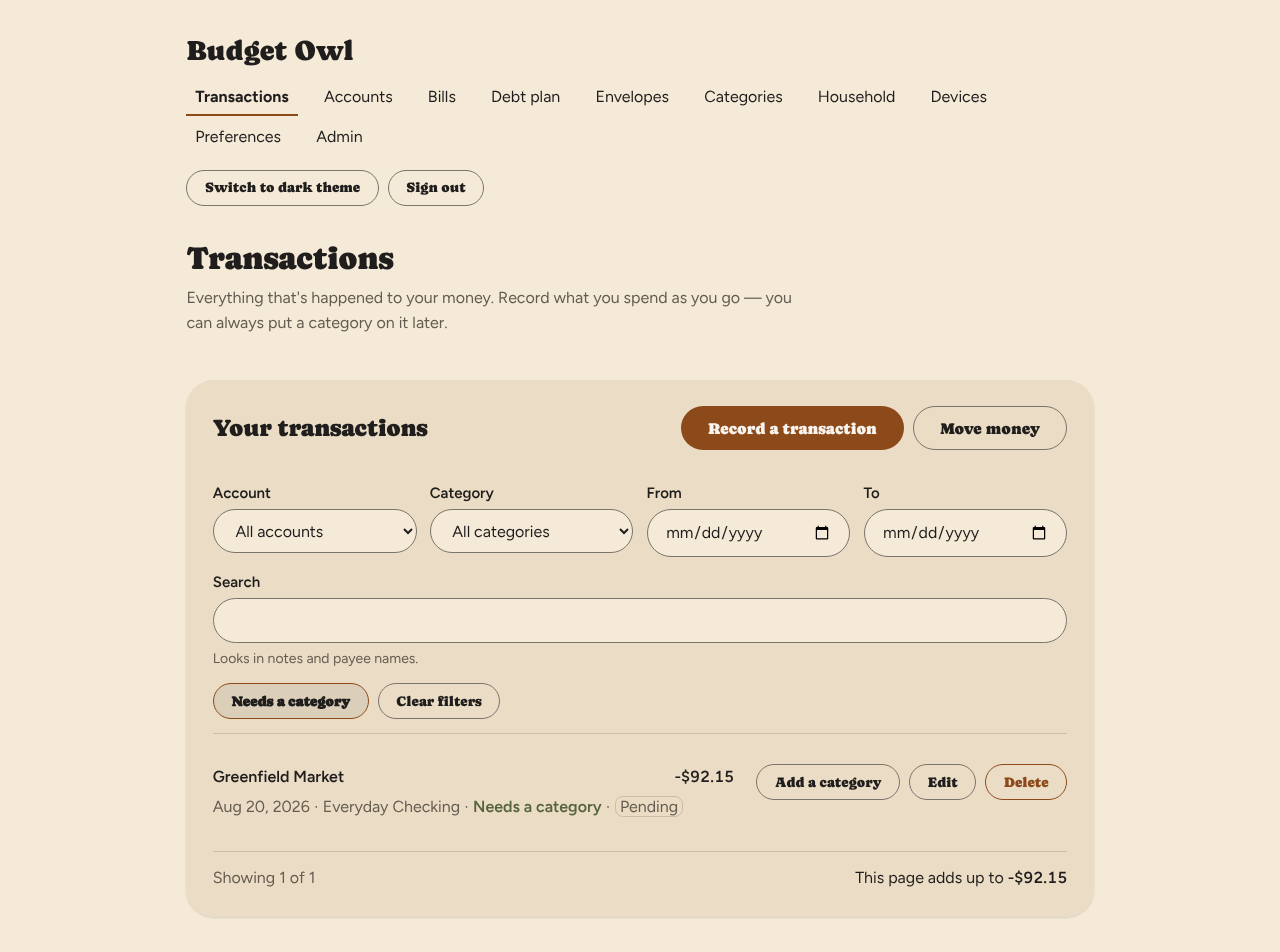 Budget Owl
Transactions Accounts Bills Debt plan Envelopes Categories Household Devices
Preferences Admin
Switch to dark theme Sign out
Transactions
Everything that's happened to your money. Record what you spend as you go — you
can always put a category on it later.
Your transactions Record a transaction Move money
Account Category From To
All accounts All categories mm/dd/yyyy mm/dd/yyyy
Search
Looks in notes and payee names.
Needs a category Clear filters
Greenfield Market -$92.15 Add a category Edit Delete
Aug 20, 2026 · Everyday Checking · Needs a category · Pending
Showing 1 of 1 This page adds up to -$92.15